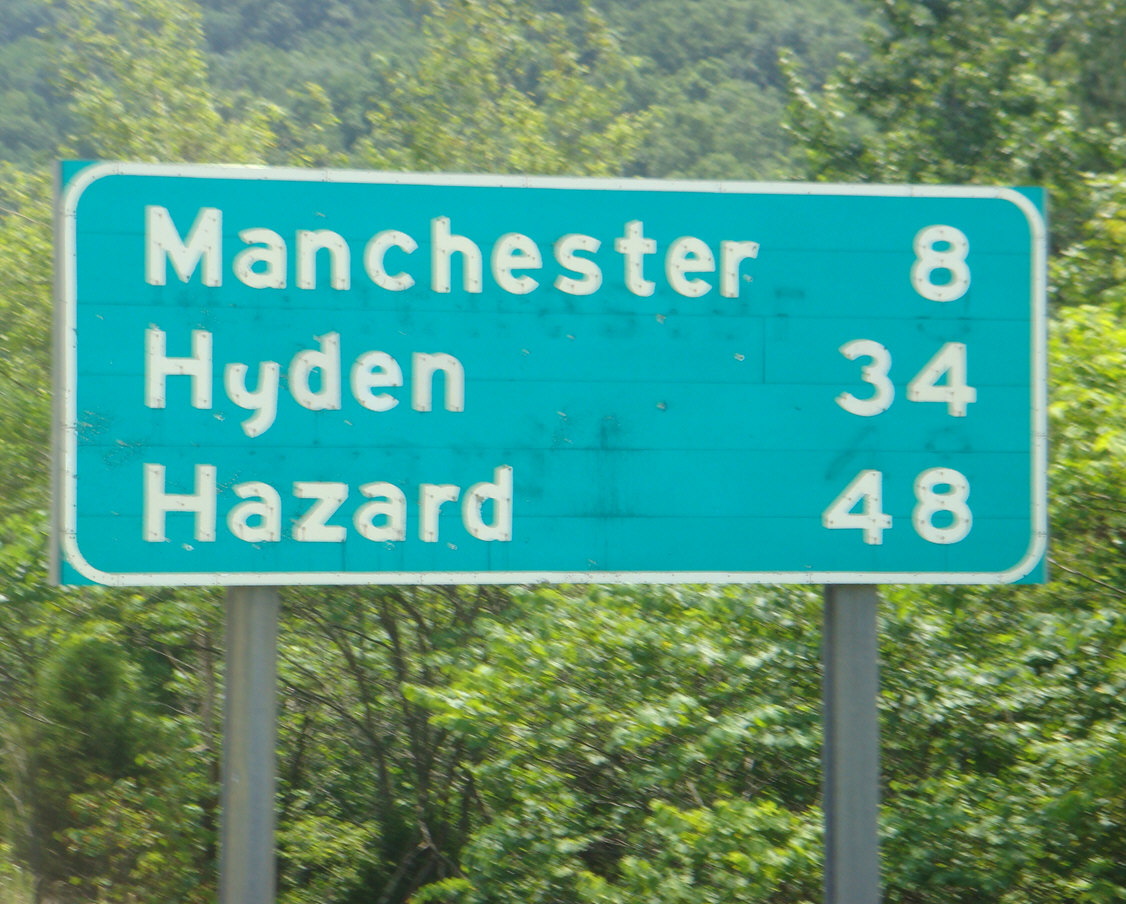 Manchester 8
Hyden 34
Hazard 48